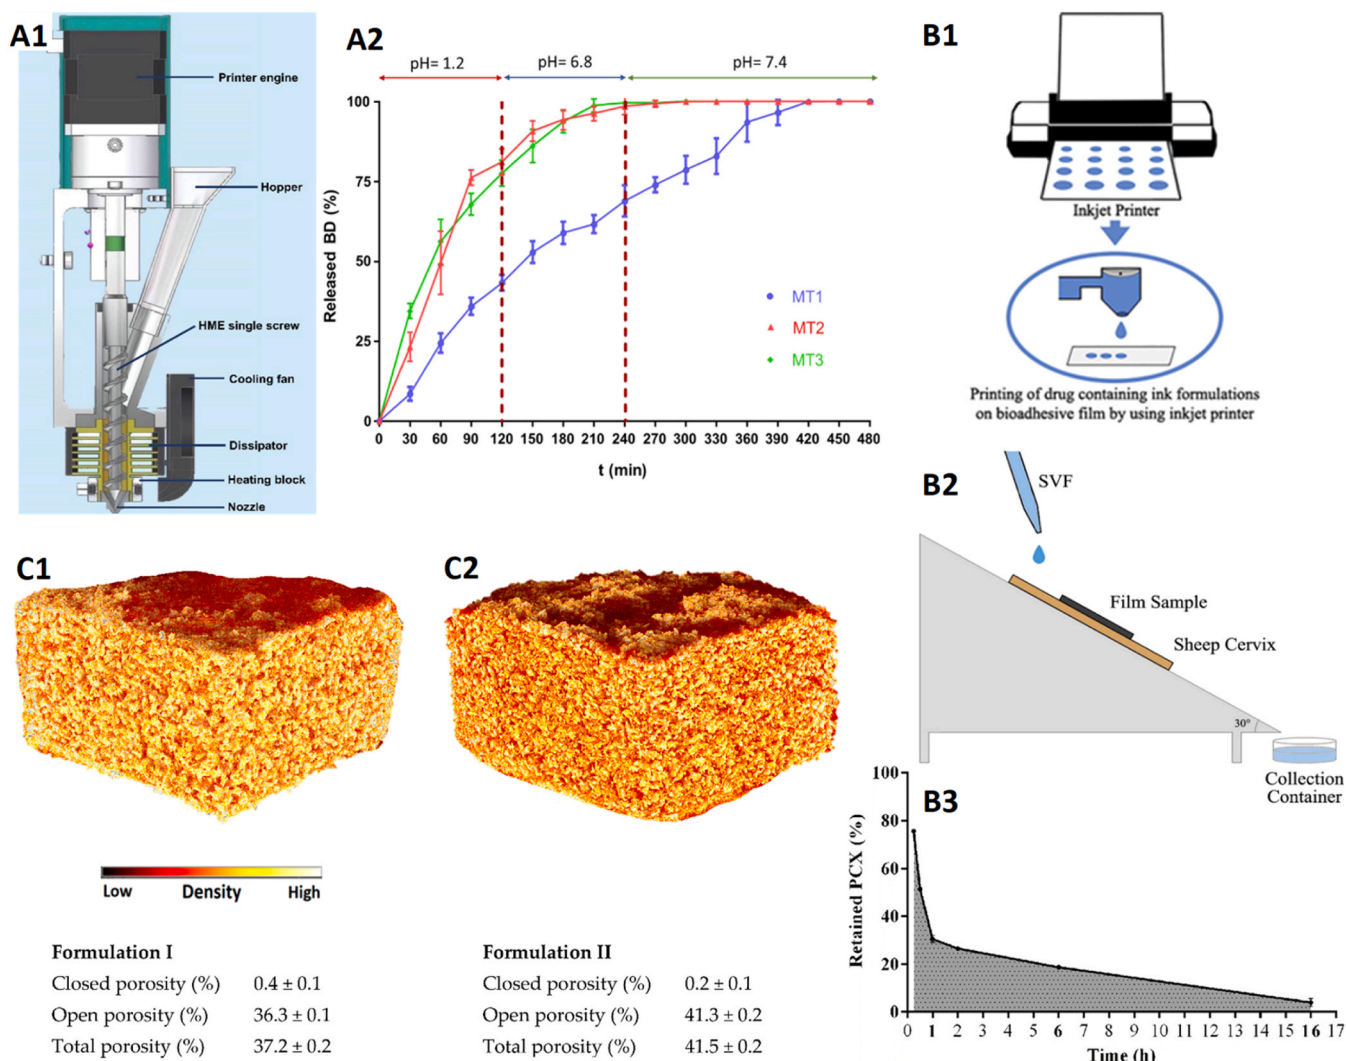 A1
Printer engine
Hopper
HME single screw
Cooling fan
Dissipator
Heating block
Nozzle
A2
pH= 1.2
pH= 6.8
pH= 7.4
Released BD (%)
100
75
50
25
0
MT1
MT2
MT3
0 30 60 90 120 150 180 210 240 270 300 330 360 390 420 450 480
t (min)
B1
Inkjet Printer
Printing of drug containing ink formulations
on bioadhesive film by using inkjet printer
B2
SVF
Film Sample
Sheep Cervix
30°
Collection
Container
B3
Retained PCX (%)
100
80
60
40
20
0
0 1 2 3 4 5 6 7 8 9 10 11 12 13 14 15 16 17
Time (h)
C1
C2
Low Density High
Formulation I
Closed porosity (%) 0.4 ± 0.1
Open porosity (%) 36.3 ± 0.1
Total porosity (%) 37.2 ± 0.2
Formulation II
Closed porosity (%) 0.2 ± 0.1
Open porosity (%) 41.3 ± 0.2
Total porosity (%) 41.5 ± 0.2